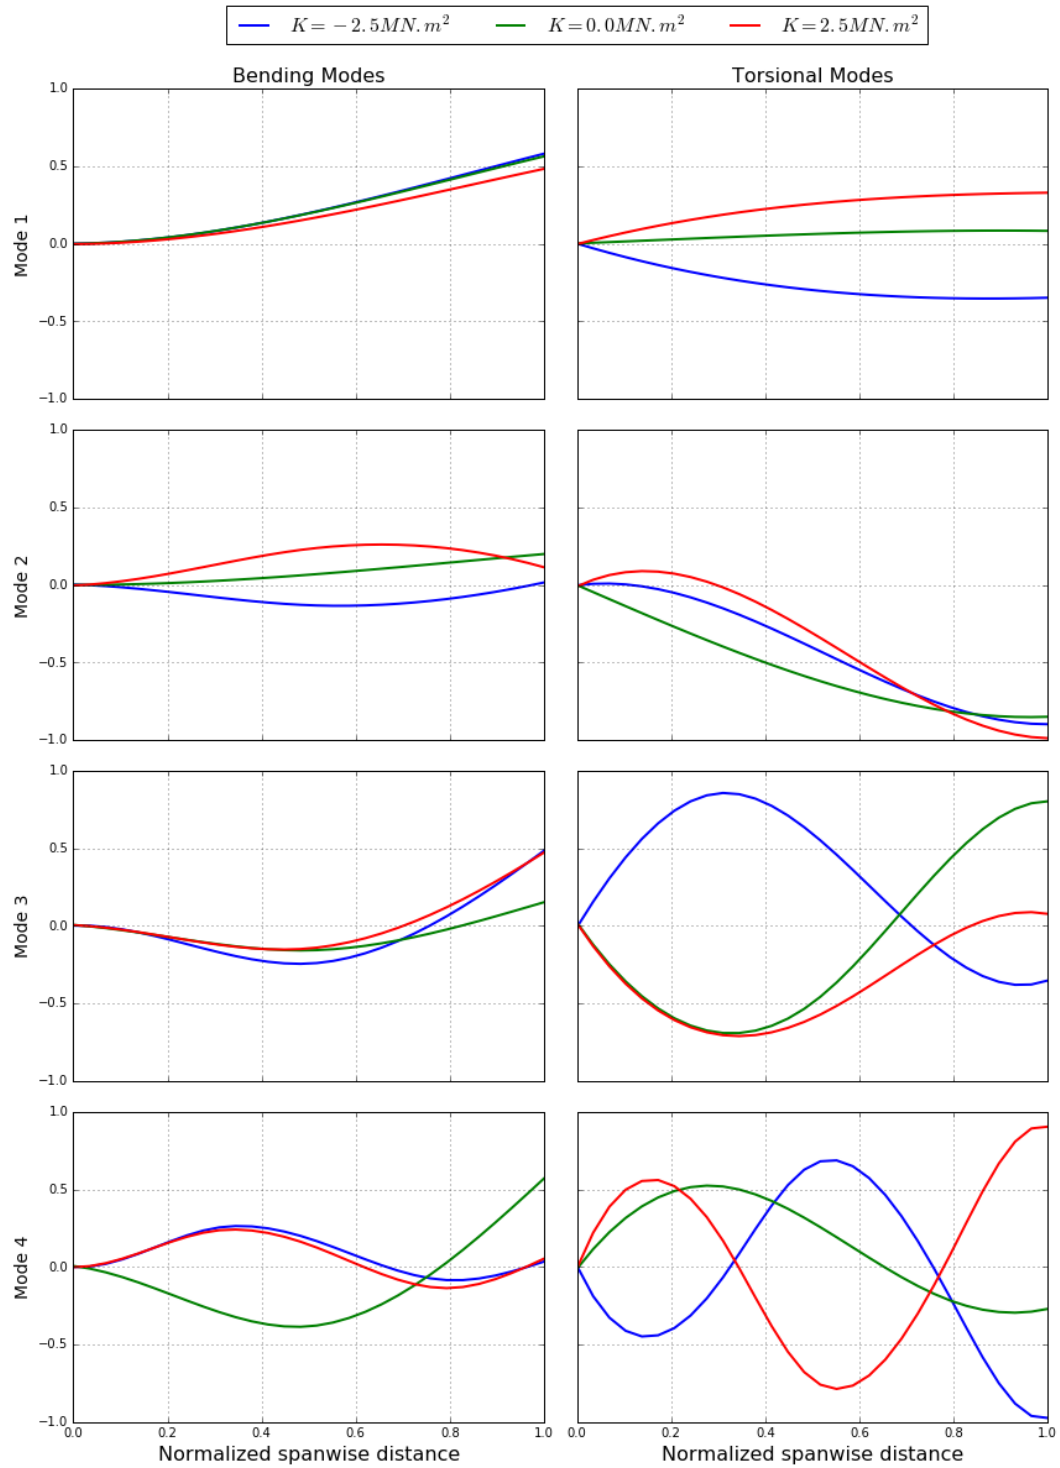 K = −2.5MN.m² K = 0.0MN.m² K = 2.5MN.m²
Bending Modes Torsional Modes
1.0
0.5
0.0
−0.5
−1.0
Mode 1
1.0
0.5
0.0
−0.5
−1.0
Mode 2
1.0
0.5
0.0
−0.5
−1.0
Mode 3
1.0
0.5
0.0
−0.5
−1.0
Mode 4
0.0 0.2 0.4 0.6 0.8 1.0 0.0 0.2 0.4 0.6 0.8 1.0
Normalized spanwise distance Normalized spanwise distance